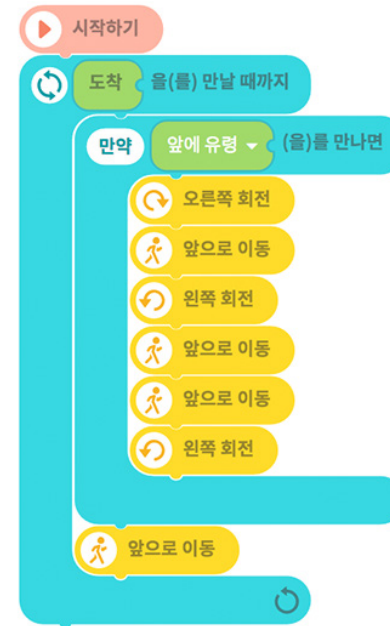 시작하기
도착 을(를) 만날 때까지
만약 앞에 유령 (을)를 만나면
오른쪽 회전
앞으로 이동
왼쪽 회전
앞으로 이동
앞으로 이동
왼쪽 회전
앞으로 이동